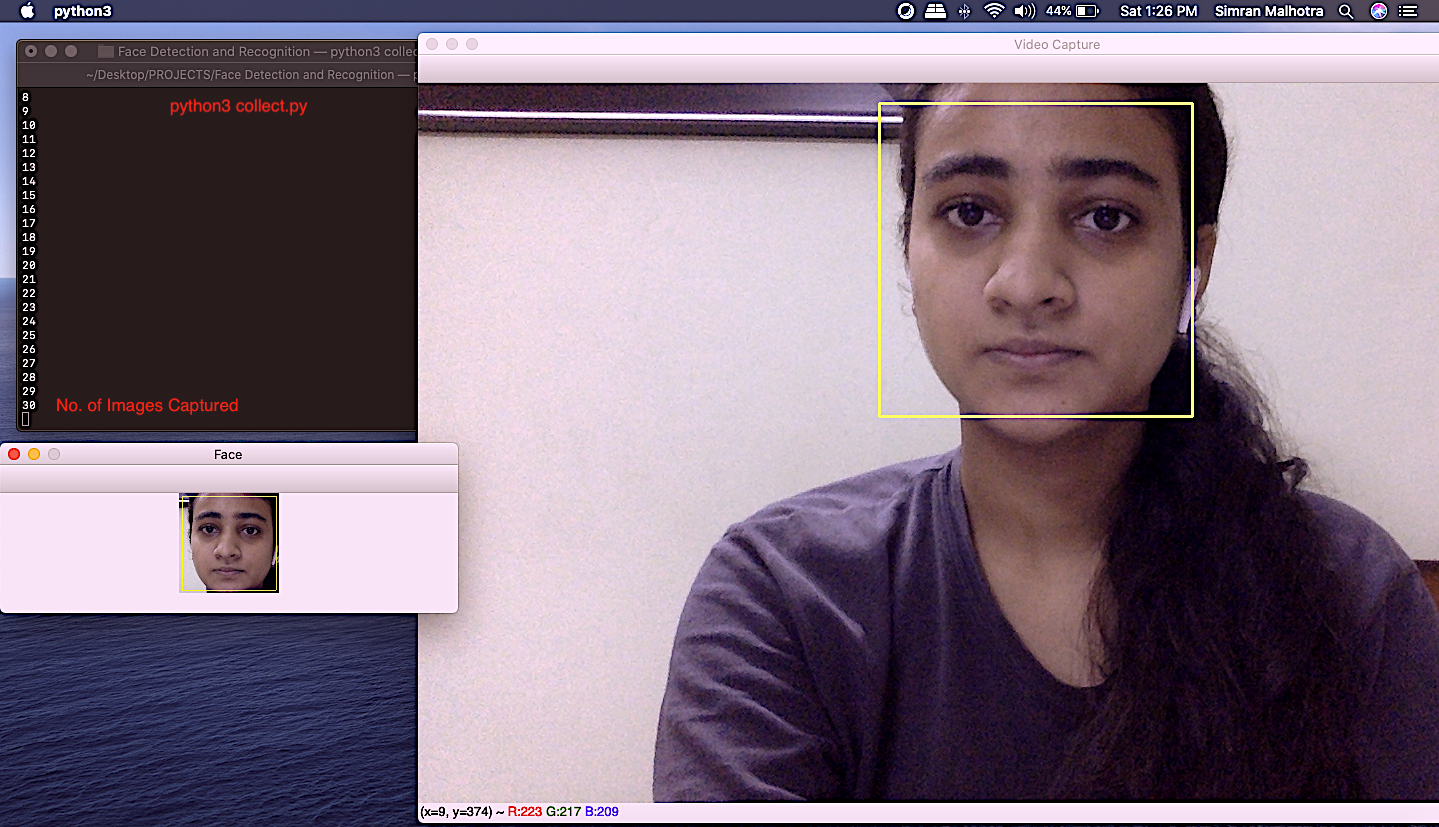 python3
44%
Sat 1:26 PM
Simran Malhotra
Face Detection and Recognition — python3 collec
~/Desktop/PROJECTS/Face Detection and Recognition — p
Video Capture
8
9
python3 collect.py
10
11
12
13
14
15
16
17
18
19
20
21
22
23
24
25
26
27
28
29
30
No. of Images Captured
Face
(x=9, y=374) ~ R:223 G:217 B:209